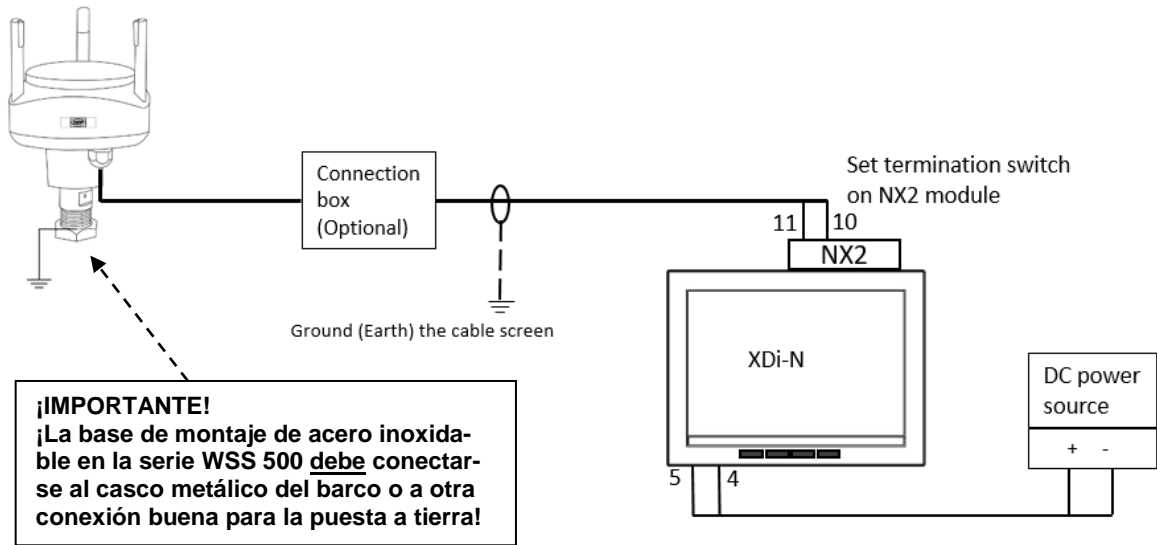 Connection
box
(Optional)
Set termination switch
on NX2 module
11 10
NX2
Ground (Earth) the cable screen
XDi-N
DC power
source
+ -
5 4
¡IMPORTANTE!
¡La base de montaje de acero inoxida-
ble en la serie WSS 500 debe conectar-
se al casco metálico del barco o a otra
conexión buena para la puesta a tierra!